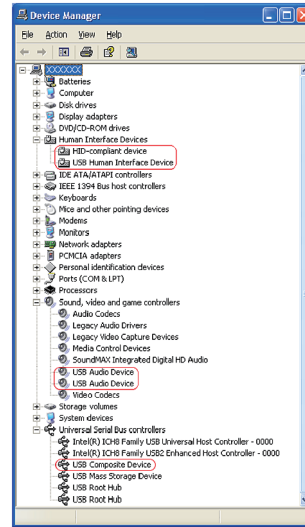 Device Manager
File Action View Help
XXXXXX
Batteries
Computer
Disk drives
Display adapters
DVD/CD-ROM drives
Human Interface Devices
HID-compliant device
USB Human Interface Device
IDE ATA/ATAPI controllers
IEEE 1394 Bus host controllers
Keyboards
Mice and other pointing devices
Modems
Monitors
Network adapters
PCMCIA adapters
Personal identification devices
Ports (COM & LPT)
Processors
Sound, video and game controllers
Audio Codecs
Legacy Audio Drivers
Legacy Video Capture Devices
Media Control Devices
SoundMAX Integrated Digital HD Audio
USB Audio Device
USB Audio Device
Video Codecs
Storage volumes
System devices
Universal Serial Bus controllers
Intel(R) ICH8 Family USB Universal Host Controller - 0000
Intel(R) ICH8 Family USB2 Enhanced Host Controller - 0000
USB Composite Device
USB Mass Storage Device
USB Root Hub
USB Root Hub